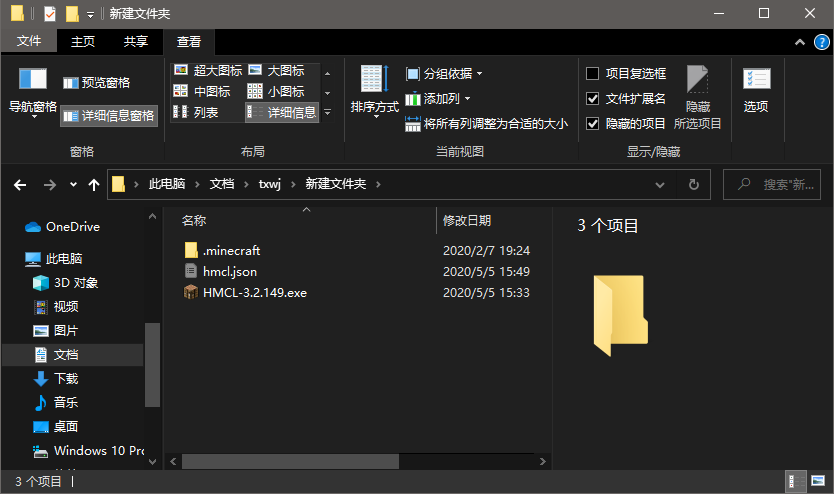 新建文件夹
文件 主页 共享 查看
导航窗格
预览窗格
详细信息窗格
窗格
超大图标 大图标
中图标 小图标
列表 详细信息
布局
排序方式
分组依据
添加列
将所有列调整为合适的大小
当前视图
项目复选框
文件扩展名
隐藏的项目
隐藏
所选项目
显示/隐藏
选项
此电脑 文档 txwj 新建文件夹
搜索"新...
OneDrive
此电脑
3D 对象
视频
图片
文档
下载
音乐
桌面
Windows 10 Pro
名称 修改日期
.minecraft 2020/2/7 19:24
hmcl.json 2020/5/5 15:49
HMCL-3.2.149.exe 2020/5/5 15:33
3 个项目
3 个项目